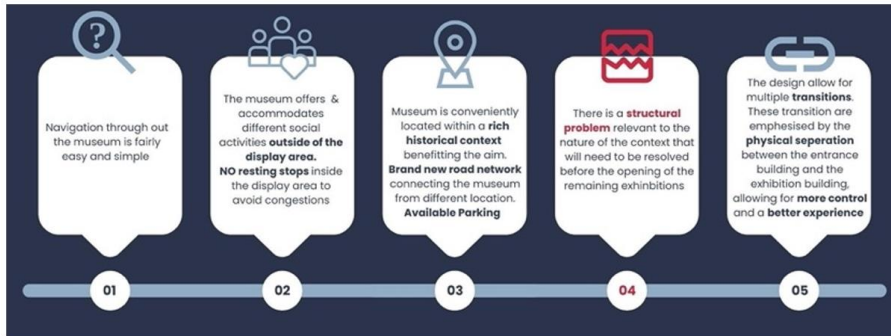 ?
Navigation through out
the museum is fairly
easy and simple
The museum offers &
accommodates
different social
activities outside of the
display area.
NO resting stops inside
the display area to
avoid congestions
Museum is conveniently
located within a rich
historical context
benefitting the aim.
Brand new road network
connecting the museum
from different location.
Available Parking
There is a structural
problem relevant to the
nature of the context that
will need to be resolved
before the opening of the
remaining exhinbitions
The design allow for
multiple transitions.
These transition are
emphesised by the
physical seperation
between the entrance
building and the
exhibition building,
allowing for more control
and a better experience
01
02
03
04
05